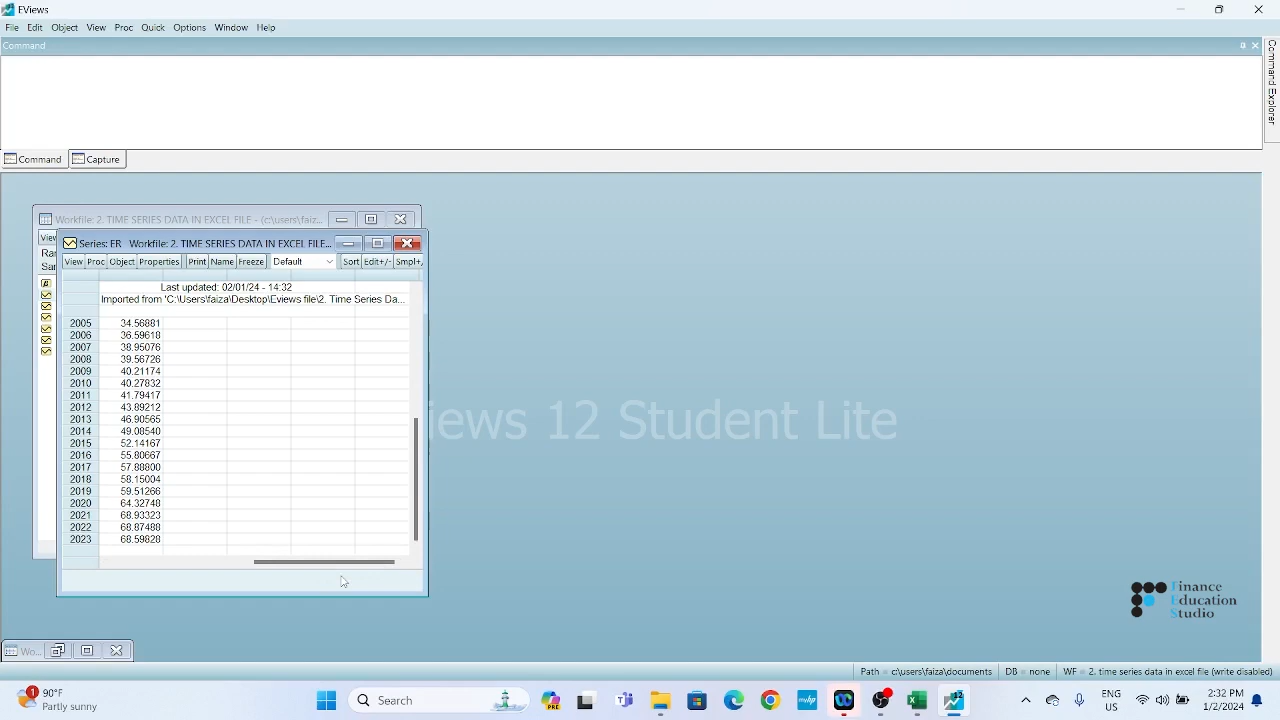 EViews
File Edit Object View Proc Quick Options Window Help
Command
Command Explorer
Command Capture
Workfile: 2. TIME SERIES DATA IN EXCEL FILE - (c:\users\faiz...
Series: ER Workfile: 2. TIME SERIES DATA IN EXCEL FILE...
View Proc Object Properties Print Name Freeze Default Sort Edit+/- Smpl+/
Last updated: 02/01/24 - 14:32
Imported from 'C:\Users\faiza\Desktop\Eviews file\2. Time Series Da...
2005 34.56881
2006 36.59618
2007 38.95076
2008 39.56726
2009 40.21174
2010 40.27832
2011 41.79417
2012 43.89212
2013 46.90565
2014 49.08540
2015 52.14167
2016 55.80667
2017 57.88800
2018 58.15004
2019 59.51266
2020 64.32748
2021 68.93323
2022 68.87488
2023 68.59828
iews 12 Student Lite
Finance
Education
Studio
Wo...
Path = c:\users\faiza\documents DB = none WF = 2. time series data in excel file (write disabled)
1
90°F
Partly sunny
Search
PRE
myhp
12
ENG
US
2:32 PM
1/2/2024